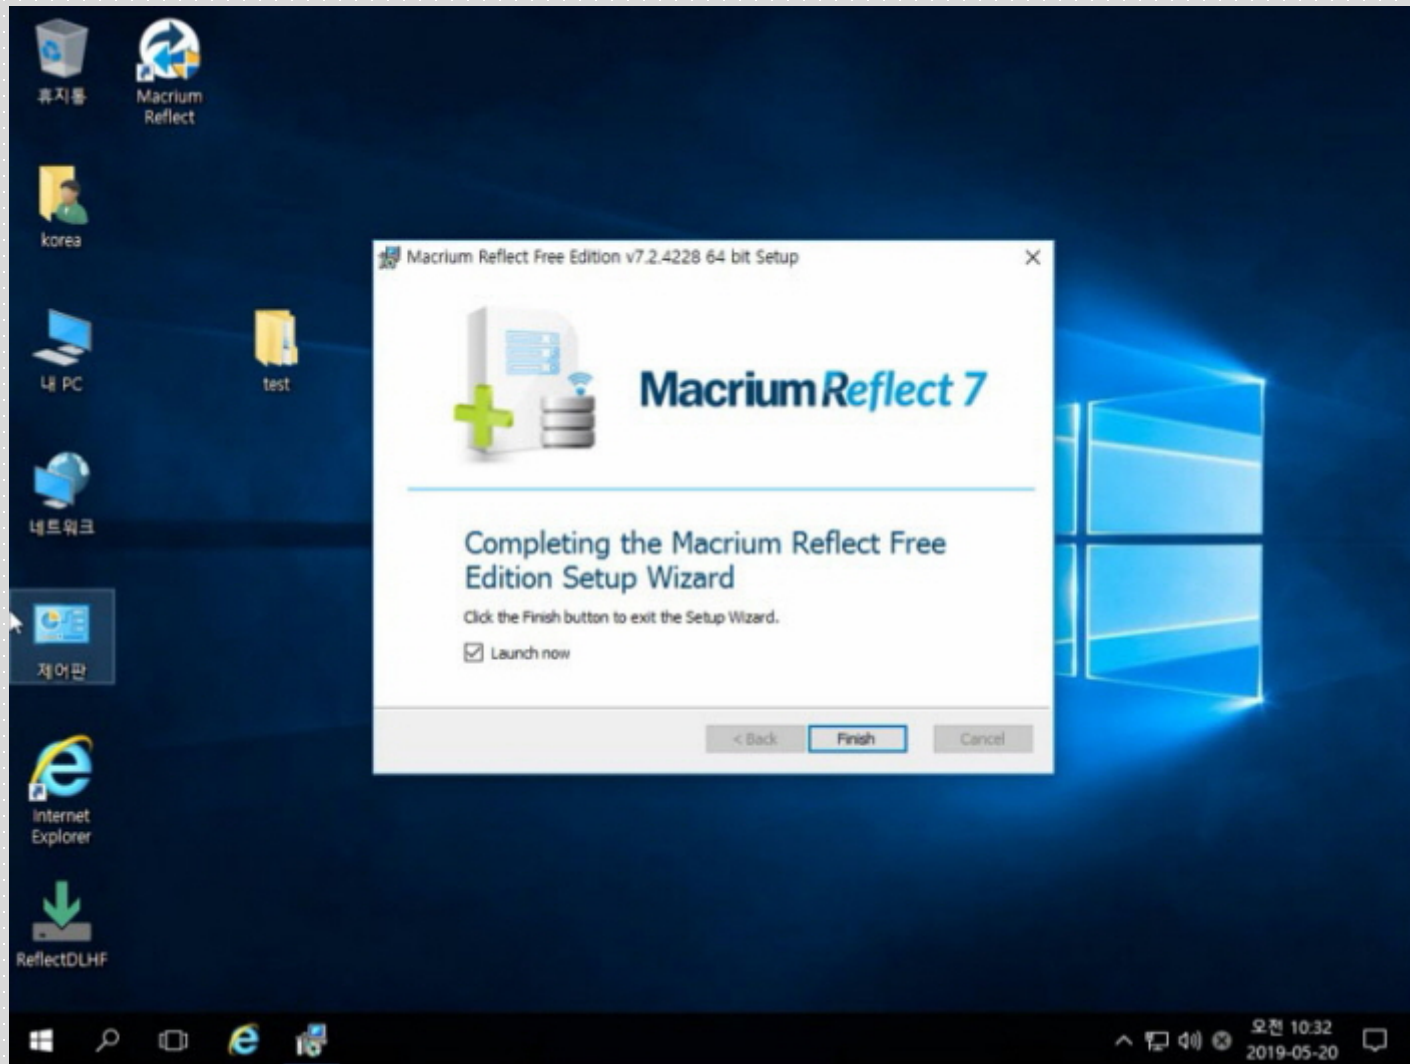 휴지통
Macrium
Reflect
korea
내 PC
test
네트워크
제어판
Internet
Explorer
ReflectDLHF
Macrium Reflect Free Edition v7.2.4228 64 bit Setup
Macrium Reflect 7
Completing the Macrium Reflect Free
Edition Setup Wizard
Click the Finish button to exit the Setup Wizard.
Launch now
< Back
Finish
Cancel
오전 10:32
2019-05-20